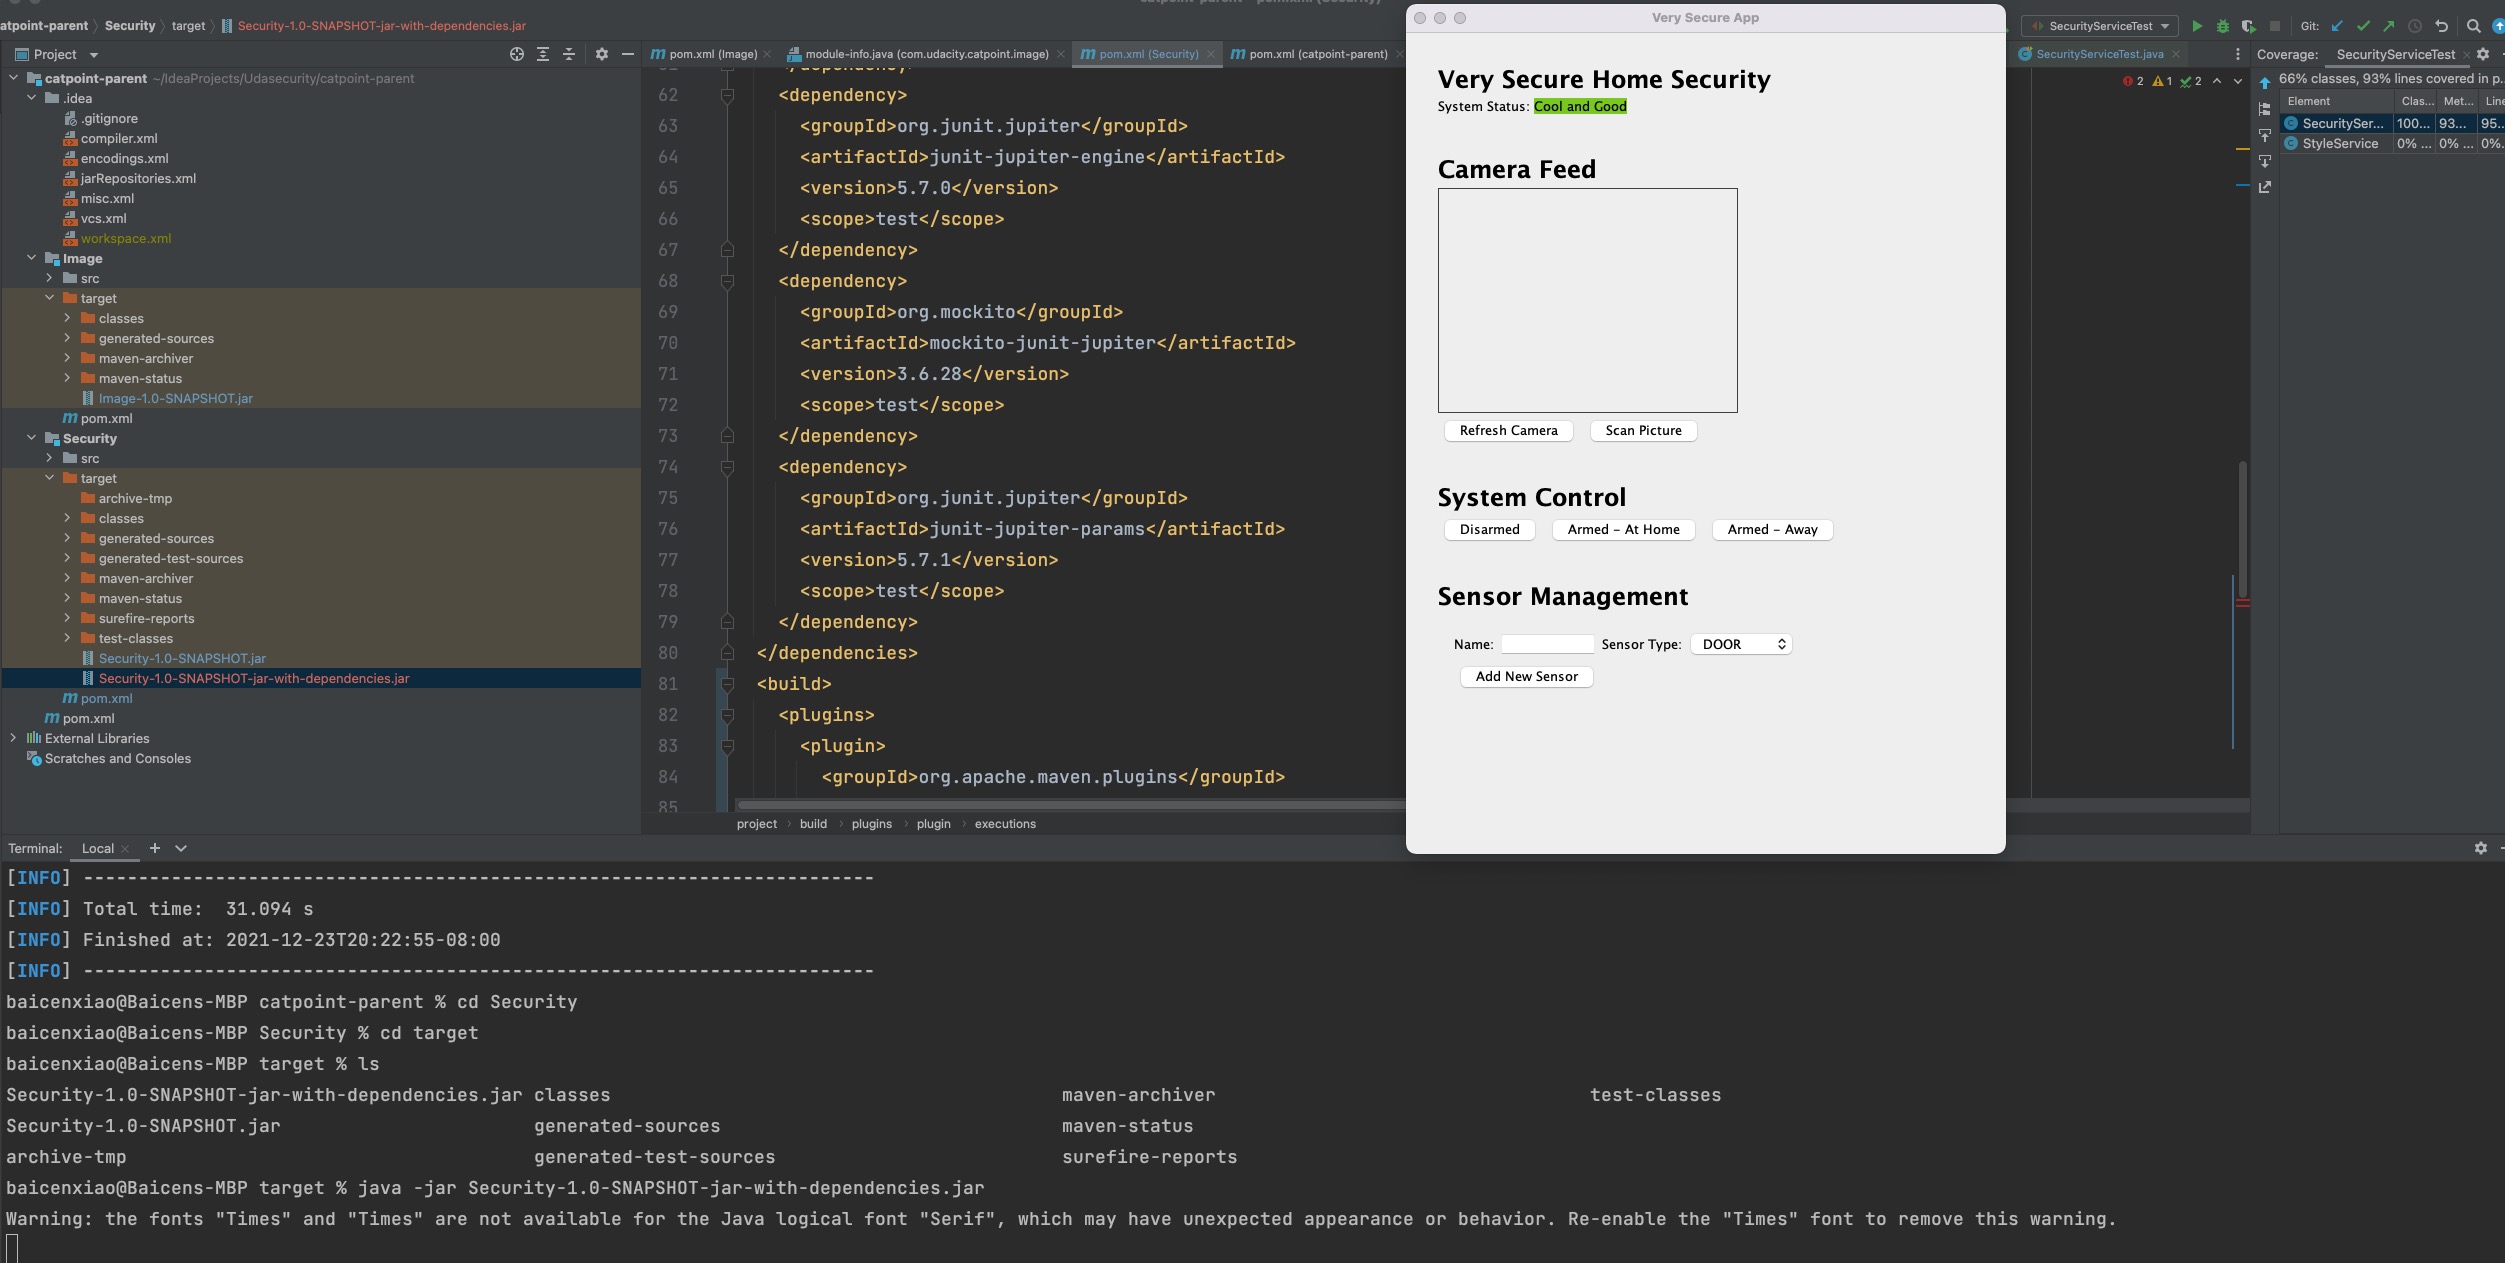 atpoint-parent Security target Security-1.0-SNAPSHOT-jar-with-dependencies.jar
SecurityServiceTest Git:
Project
pom.xml (Image) module-info.java (com.udacity.catpoint.image) pom.xml (Security) pom.xml (catpoint-parent) SecurityServiceTest.java
Coverage: SecurityServiceTest
catpoint-parent ~/IdeaProjects/Udasecurity/catpoint-parent
.idea
.gitignore
compiler.xml
encodings.xml
jarRepositories.xml
misc.xml
vcs.xml
workspace.xml
Image
src
target
classes
generated-sources
maven-archiver
maven-status
Image-1.0-SNAPSHOT.jar
pom.xml
Security
src
target
archive-tmp
classes
generated-sources
generated-test-sources
maven-archiver
maven-status
surefire-reports
test-classes
Security-1.0-SNAPSHOT.jar
Security-1.0-SNAPSHOT-jar-with-dependencies.jar
pom.xml
pom.xml
External Libraries
Scratches and Consoles
62 <dependency>
63 <groupId>org.junit.jupiter</groupId>
64 <artifactId>junit-jupiter-engine</artifactId>
65 <version>5.7.0</version>
66 <scope>test</scope>
67 </dependency>
68 <dependency>
69 <groupId>org.mockito</groupId>
70 <artifactId>mockito-junit-jupiter</artifactId>
71 <version>3.6.28</version>
72 <scope>test</scope>
73 </dependency>
74 <dependency>
75 <groupId>org.junit.jupiter</groupId>
76 <artifactId>junit-jupiter-params</artifactId>
77 <version>5.7.1</version>
78 <scope>test</scope>
79 </dependency>
80 </dependencies>
81 <build>
82 <plugins>
83 <plugin>
84 <groupId>org.apache.maven.plugins</groupId>
85
project build plugins plugin executions
Very Secure App
Very Secure Home Security
System Status: Cool and Good
Camera Feed
Refresh Camera Scan Picture
System Control
Disarmed Armed - At Home Armed - Away
Sensor Management
Name: Sensor Type: DOOR
Add New Sensor
2 1 2
66% classes, 93% lines covered in p...
Element Clas... Met... Line
SecuritySer... 100... 93... 95...
StyleService 0% ... 0% ... 0%.
Terminal: Local
[INFO] ------------------------------------------------------------------------
[INFO] Total time:  31.094 s
[INFO] Finished at: 2021-12-23T20:22:55-08:00
[INFO] ------------------------------------------------------------------------
baicenxiao@Baicens-MBP catpoint-parent % cd Security
baicenxiao@Baicens-MBP Security % cd target
baicenxiao@Baicens-MBP target % ls
Security-1.0-SNAPSHOT-jar-with-dependencies.jar classes maven-archiver test-classes
Security-1.0-SNAPSHOT.jar generated-sources maven-status
archive-tmp generated-test-sources surefire-reports
baicenxiao@Baicens-MBP target % java -jar Security-1.0-SNAPSHOT-jar-with-dependencies.jar
Warning: the fonts "Times" and "Times" are not available for the Java logical font "Serif", which may have unexpected appearance or behavior. Re-enable the "Times" font to remove this warning.